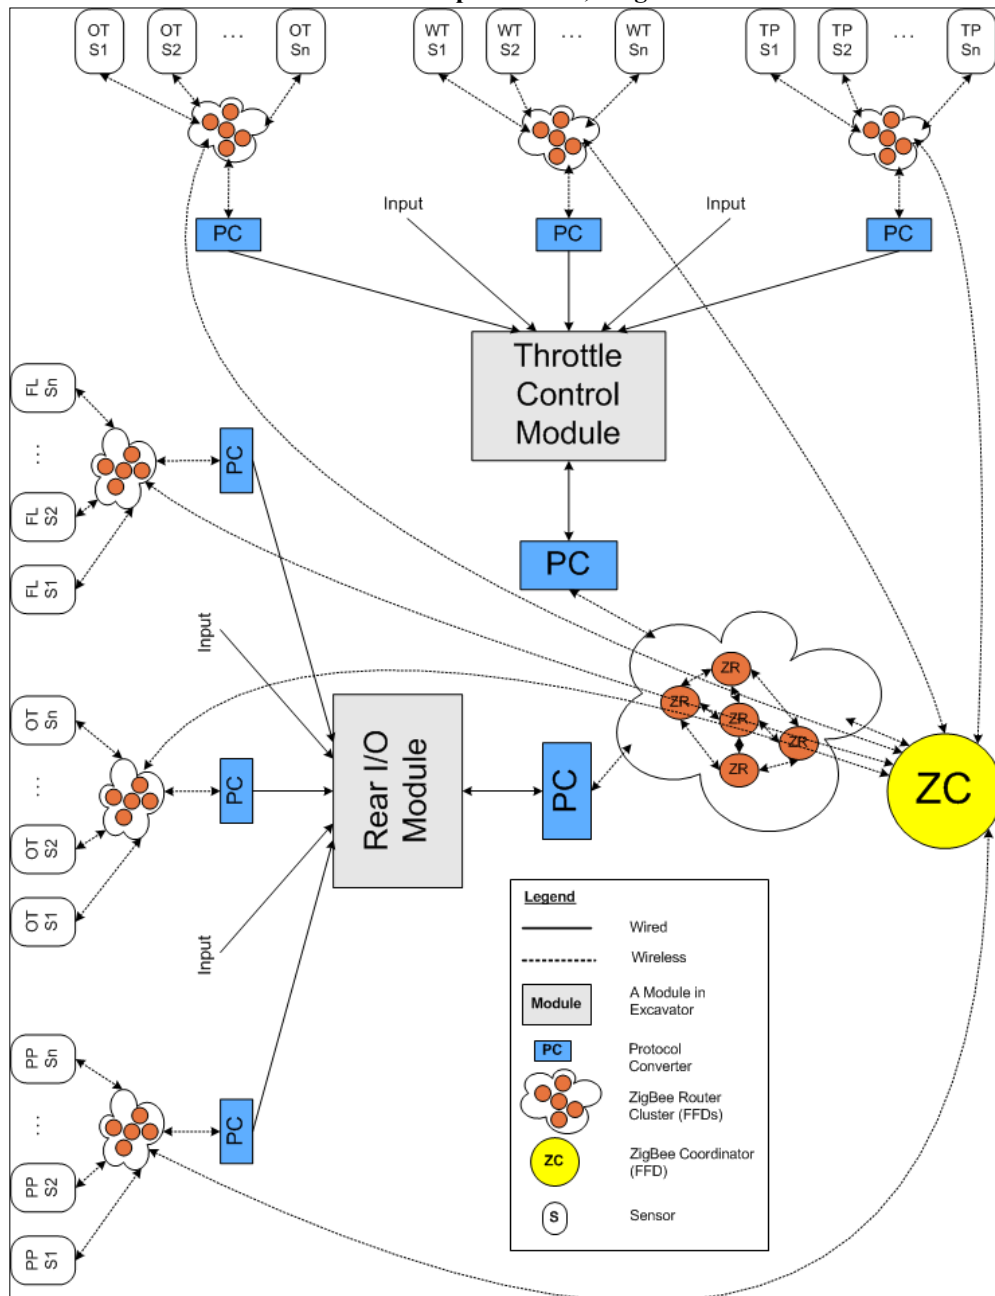 OT OT ... OT WT WT ... WT TP TP ... TP
S1 S2 Sn S1 S2 Sn S1 S2 Sn
Input Input
PC PC PC
Throttle
Control
Module
PC
FL
Sn
...
FL
S2
FL
S1
PC
Input
OT
Sn
...
OT
S2
OT
S1
PC
Input
PP
Sn
...
PP
S2
PP
S1
PC
Rear I/O
Module
PC
ZR
ZR
ZR
ZR
ZR
ZC
Legend
Wired
Wireless
Module
A Module in
Excavator
PC
Protocol
Converter
ZigBee Router
Cluster (FFDs)
ZC
ZigBee Coordinator
(FFD)
S
Sensor